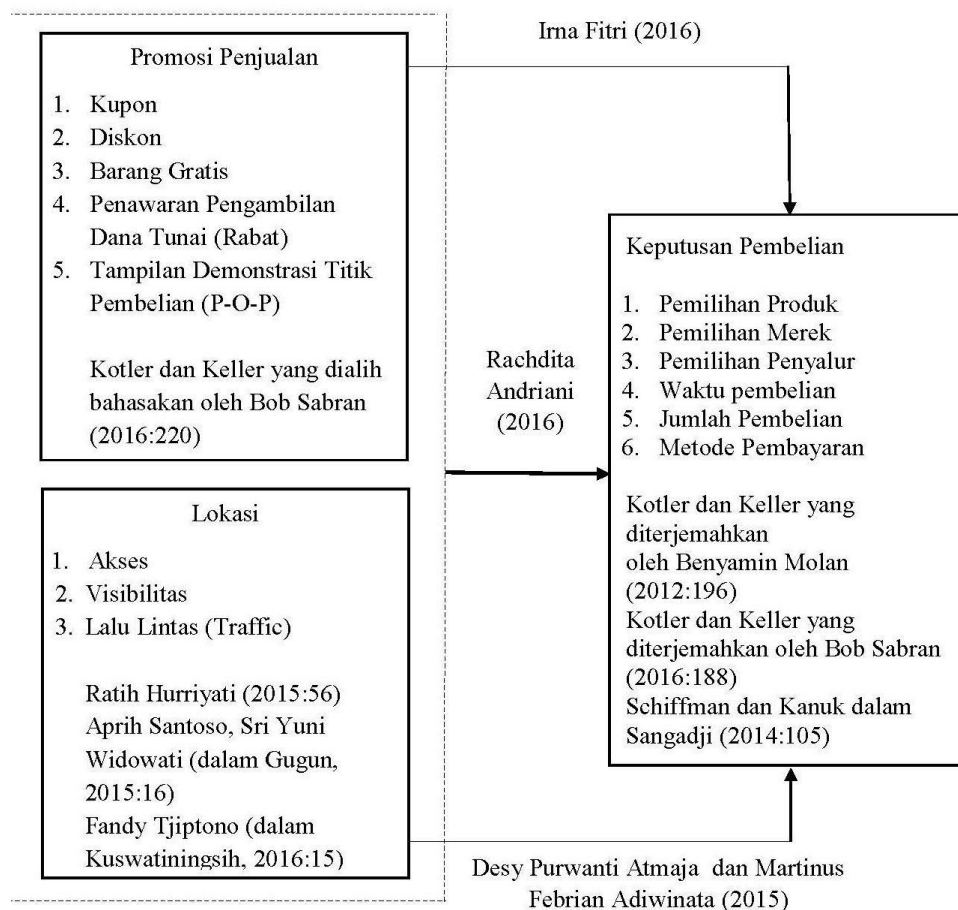 Irna Fitri (2016)
Promosi Penjualan
1. Kupon
2. Diskon
3. Barang Gratis
4. Penawaran Pengambilan
Dana Tunai (Rabat)
5. Tampilan Demonstrasi Titik
Pembelian (P-O-P)
Kotler dan Keller yang dialih
bahasakan oleh Bob Sabran
(2016:220)
Lokasi
1. Akses
2. Visibilitas
3. Lalu Lintas (Traffic)
Ratih Hurriyati (2015:56)
Aprih Santoso, Sri Yuni
Widowati (dalam Gugun,
2015:16)
Fandy Tjiptono (dalam
Kuswatiningsih, 2016:15)
Rachdita
Andriani
(2016)
Keputusan Pembelian
1. Pemilihan Produk
2. Pemilihan Merek
3. Pemilihan Penyalur
4. Waktu pembelian
5. Jumlah Pembelian
6. Metode Pembayaran
Kotler dan Keller yang
diterjemahkan
oleh Benyamin Molan
(2012:196)
Kotler dan Keller yang
diterjemahkan oleh Bob Sabran
(2016:188)
Schiffman dan Kanuk dalam
Sangadji (2014:105)
Desy Purwanti Atmaja dan Martinus
Febrian Adiwinata (2015)